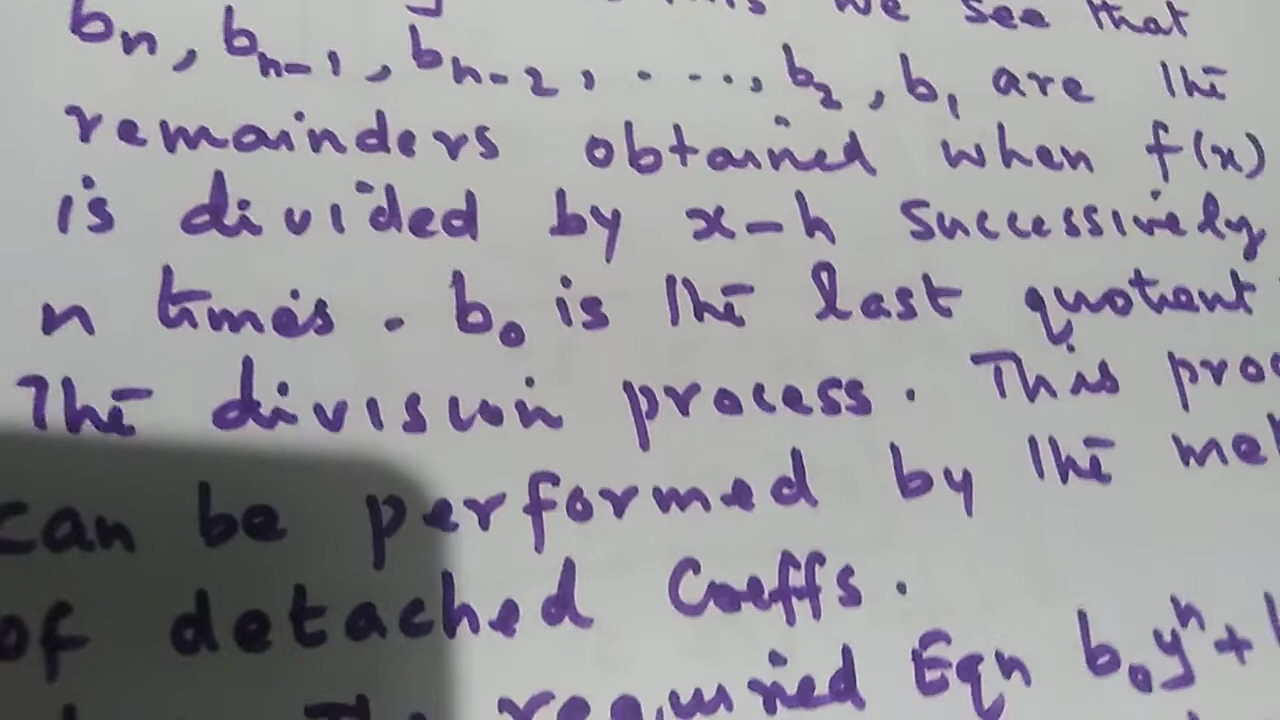 we see that
bn, bn-1, bn-2, ...., b2, b1 are the
remainders obtained when f(x)
is divided by x-h successively
n times. b0 is the last quotient
The division process. This
can be performed by the
of detached Coeffs.
required Eqn b0y^n +